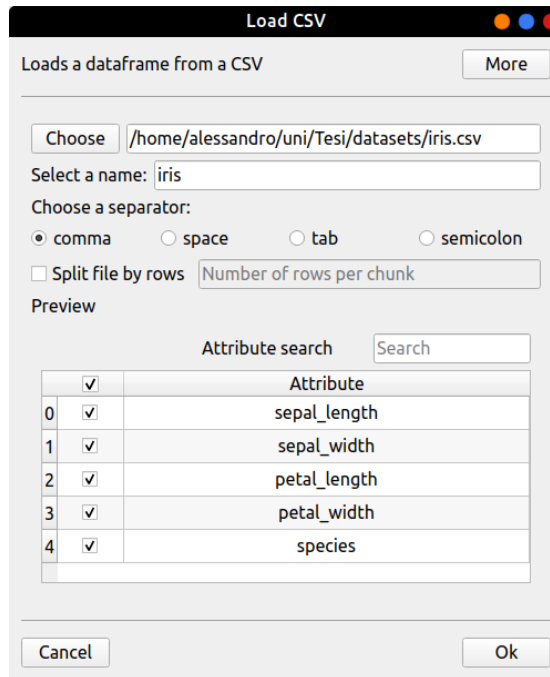 Load CSV
Loads a dataframe from a CSV More
Choose /home/alessandro/uni/Tesi/datasets/iris.csv
Select a name: iris
Choose a separator:
comma space tab semicolon
Split file by rows Number of rows per chunk
Preview
Attribute search Search
Attribute
0 sepal_length
1 sepal_width
2 petal_length
3 petal_width
4 species
Cancel Ok